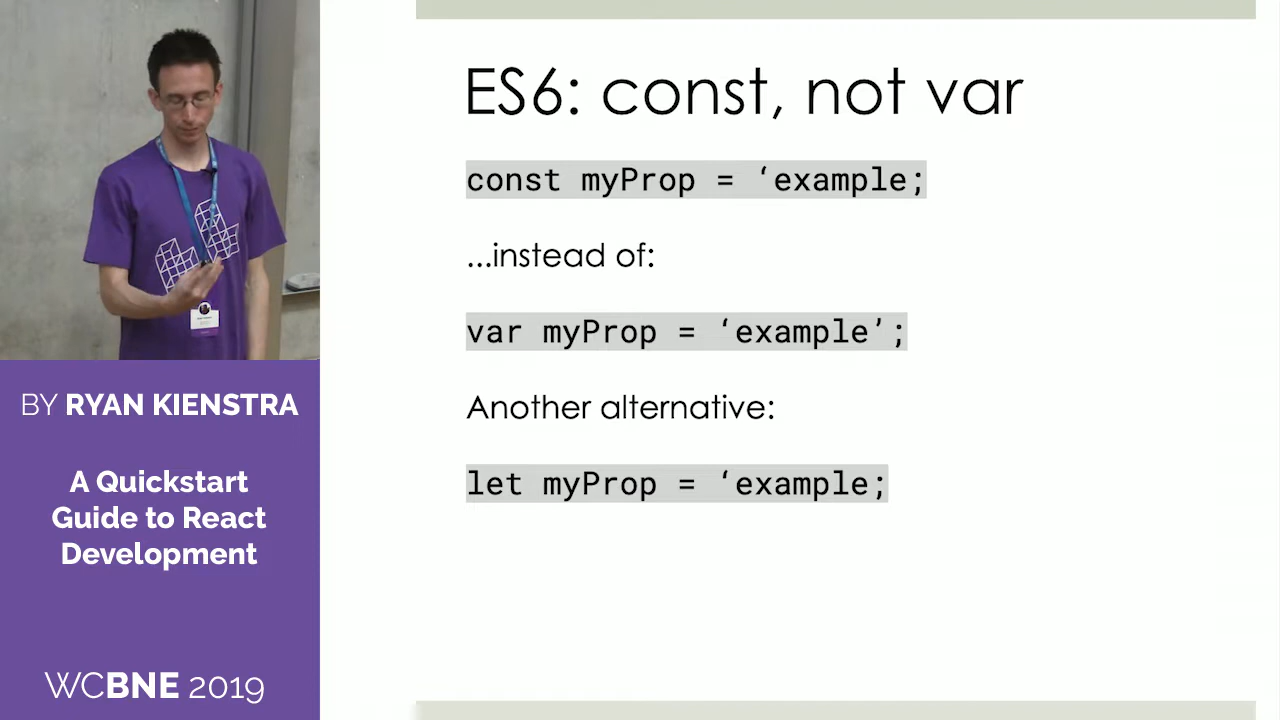 ES6: const, not var
const myProp = ‘example;
...instead of:
var myProp = ‘example’;
Another alternative:
let myProp = ‘example;
BY RYAN KIENSTRA
A Quickstart
Guide to React
Development
WCBNE 2019